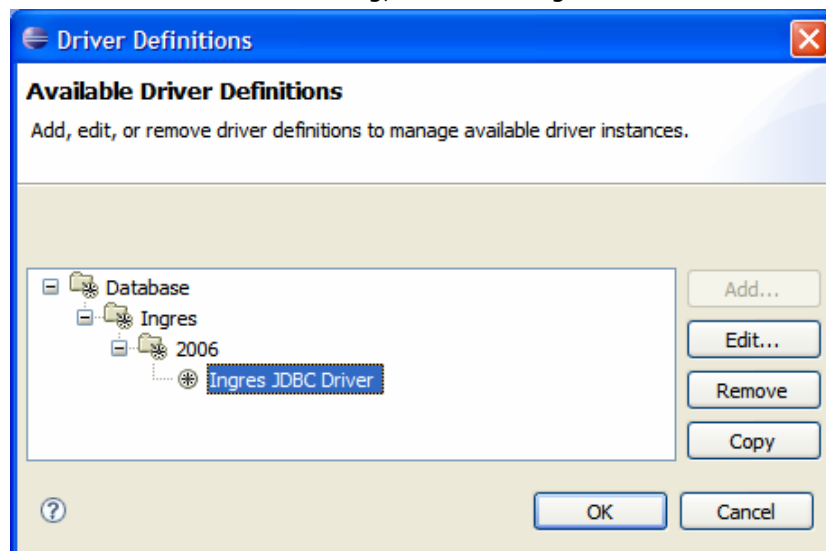 Driver Definitions
Available Driver Definitions
Add, edit, or remove driver definitions to manage available driver instances.
Database
Ingres
2006
Ingres JDBC Driver
Add...
Edit...
Remove
Copy
?
OK
Cancel